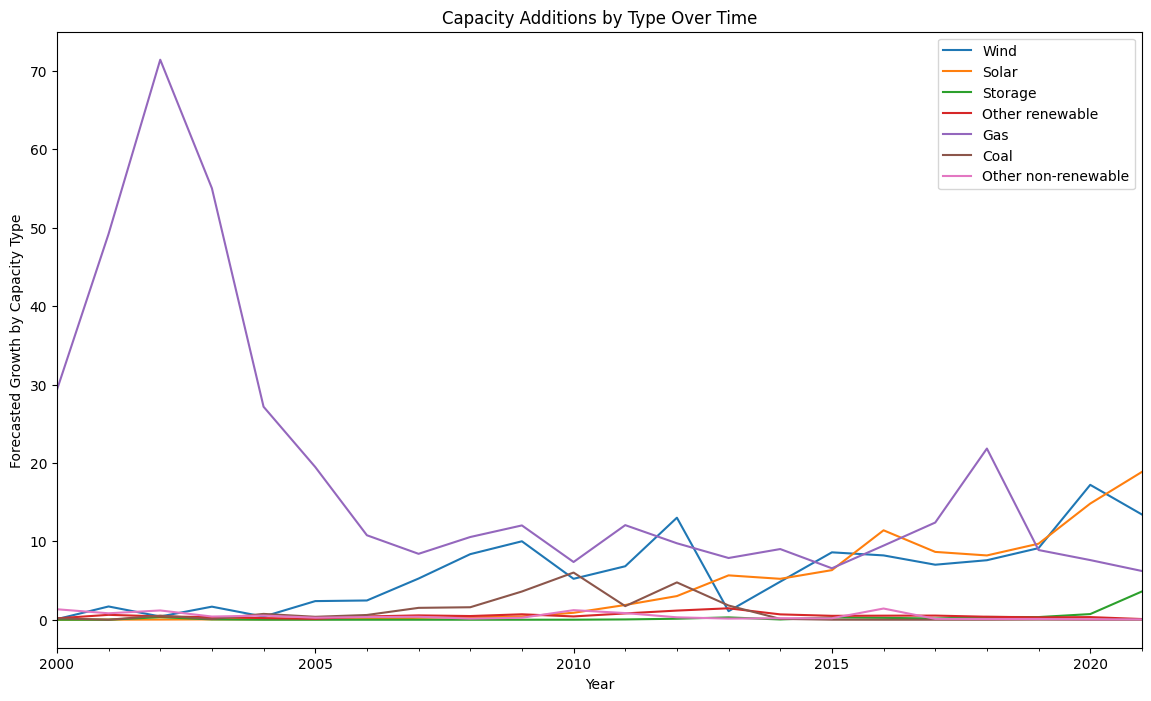 Capacity Additions by Type Over Time
Forecasted Growth by Capacity Type
70
60
50
40
30
20
10
0
2000
2005
2010
2015
2020
Year
Wind
Solar
Storage
Other renewable
Gas
Coal
Other non-renewable